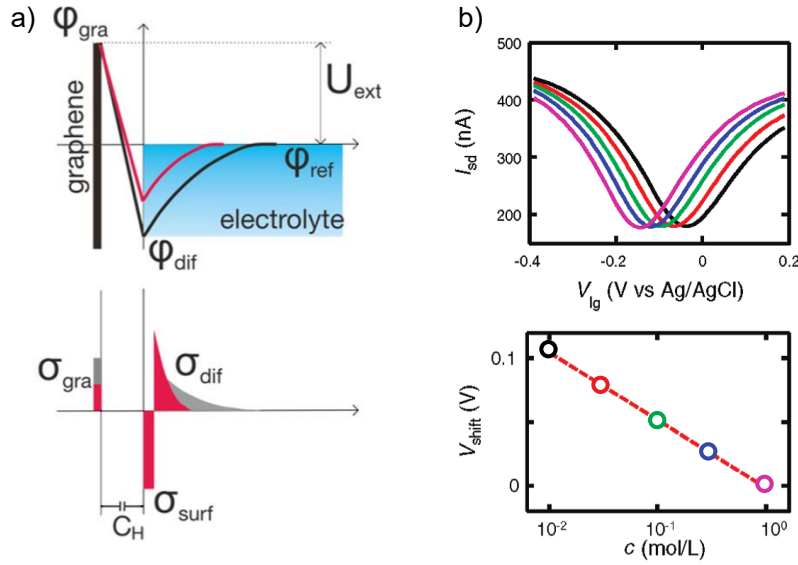 a)
φgra
Uext
graphene
φref
electrolyte
φdif
σgra
σdif
σsurf
CH
b)
500
400
300
200
Isd (nA)
-0.4
-0.2
0
0.2
Vlg (V vs Ag/AgCl)
0.1
0
Vshift (V)
10-2
10-1
100
c (mol/L)